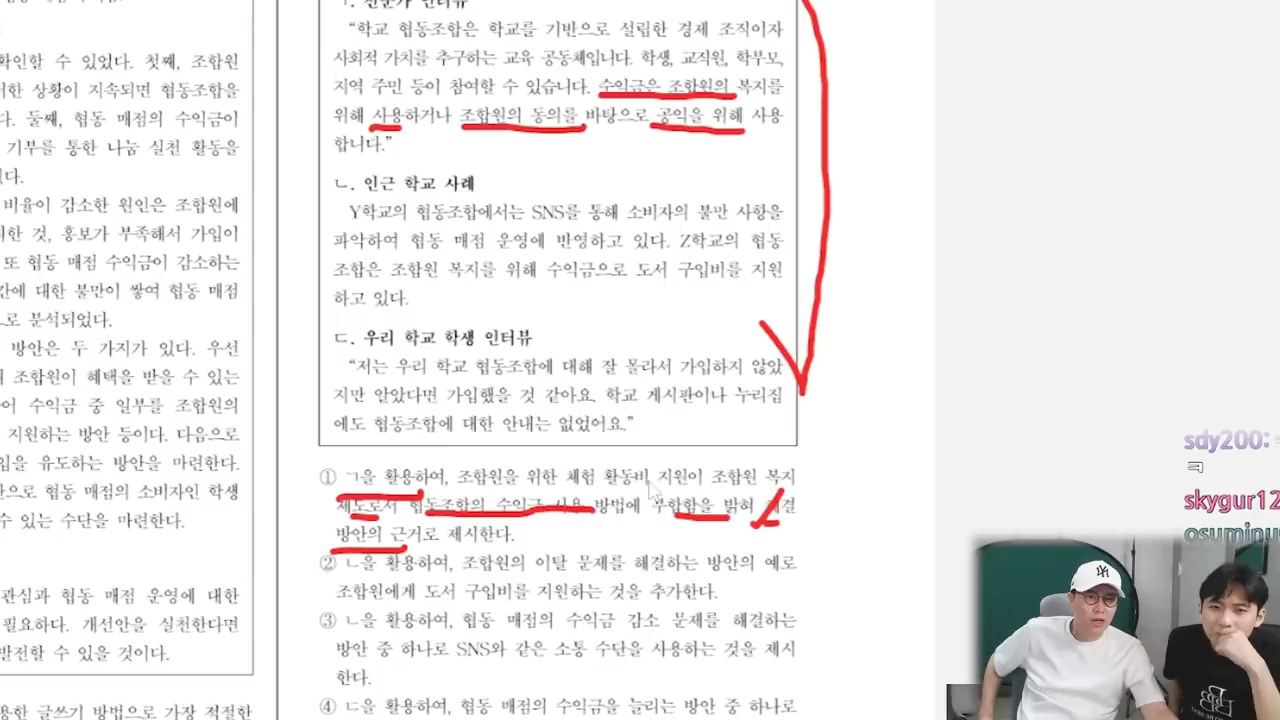 확인할 수 있었다. 첫째, 조합원
러한 상황이 지속되면 협동조합을
다. 둘째, 협동 매점의 수익금이
기부를 통한 나눔 실천 활동을
비율이 감소한 원인은 조합원에
것, 홍보가 부족해서 가입이
또 협동 매점 수익금이 감소하는
대한 불만이 쌓여 협동 매점
로 분석되었다.
방안은 두 가지가 있다. 우선
조합원이 혜택을 받을 수 있는
수익금 중 일부를 조합원의
지원하는 방안 등이다. 다음으로
유도하는 방안을 마련한다.
협동 매점의 소비자인 학생
수 있는 수단을 마련한다.
관심과 협동 매점 운영에 대한
필요하다. 개선안을 실천한다면
발전할 수 있을 것이다.
글쓰기 방법으로 가장 적절한
ㄱ. 전문가 인터뷰
“학교 협동조합은 학교를 기반으로 설립한 경제 조직이자
사회적 가치를 추구하는 교육 공동체입니다. 학생, 교직원, 학부모,
지역 주민 등이 참여할 수 있습니다. 수익금은 조합원의 복지를
위해 사용하거나 조합원의 동의를 바탕으로 공익을 위해 사용
합니다.”
ㄴ. 인근 학교 사례
Y학교의 협동조합에서는 SNS를 통해 소비자의 불만 사항을
파악하여 협동 매점 운영에 반영하고 있다. Z학교의 협동
조합은 조합원 복지를 위해 수익금으로 도서 구입비를 지원
하고 있다.
ㄷ. 우리 학교 학생 인터뷰
“저는 우리 학교 협동조합에 대해 잘 몰라서 가입하지 않았
지만 알았다면 가입했을 것 같아요. 학교 게시판이나 누리집
에도 협동조합에 대한 안내는 없었어요.”
① ㄱ을 활용하여, 조합원을 위한 체험 활동비 지원이 조합원 복지
제도로서 협동조합의 수익금 사용 방법에 부합함을 밝혀 해결
방안의 근거로 제시한다.
② ㄴ을 활용하여, 조합원의 이탈 문제를 해결하는 방안의 예로
조합원에게 도서 구입비를 지원하는 것을 추가한다.
③ ㄴ을 활용하여, 협동 매점의 수익금 감소 문제를 해결하는
방안 중 하나로 SNS와 같은 소통 수단을 사용하는 것을 제시
한다.
④ ㄷ을 활용하여, 협동 매점의 수익금을 늘리는 방안 중 하나로
sdy200:
ㅋ
skygur12
osuminus